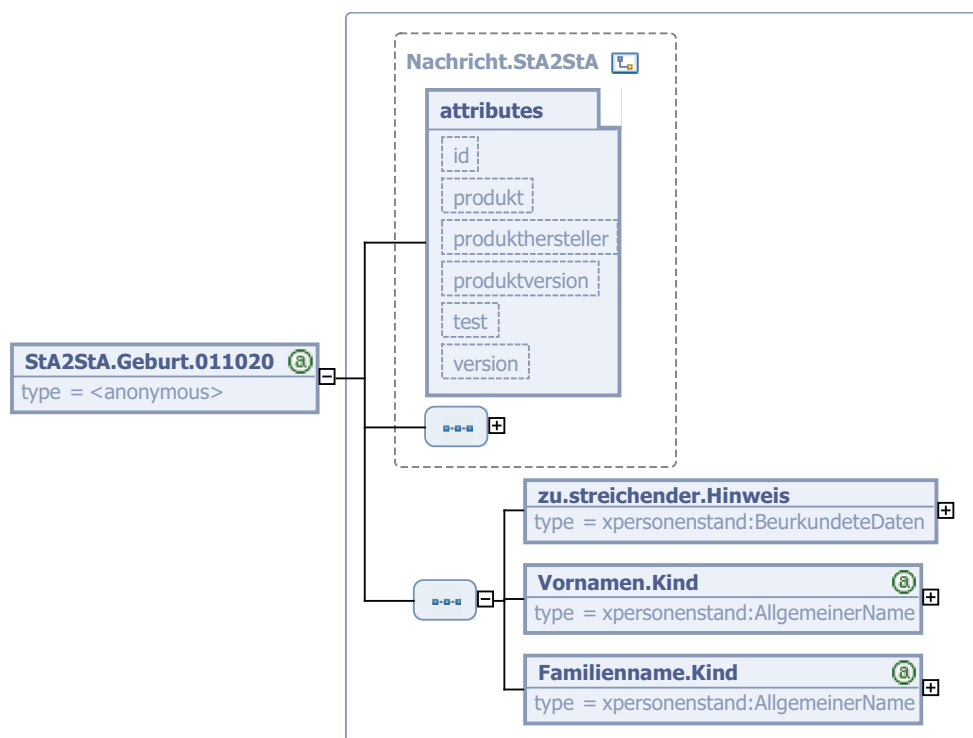 Nachricht.StA2StA
attributes
id
produkt
produkthersteller
produktversion
test
version
StA2StA.Geburt.011020
type = <anonymous>
zu.streichender.Hinweis
type = xpersonenstand:BeurkundeteDaten
Vornamen.Kind
type = xpersonenstand:AllgemeinerName
Familienname.Kind
type = xpersonenstand:AllgemeinerName